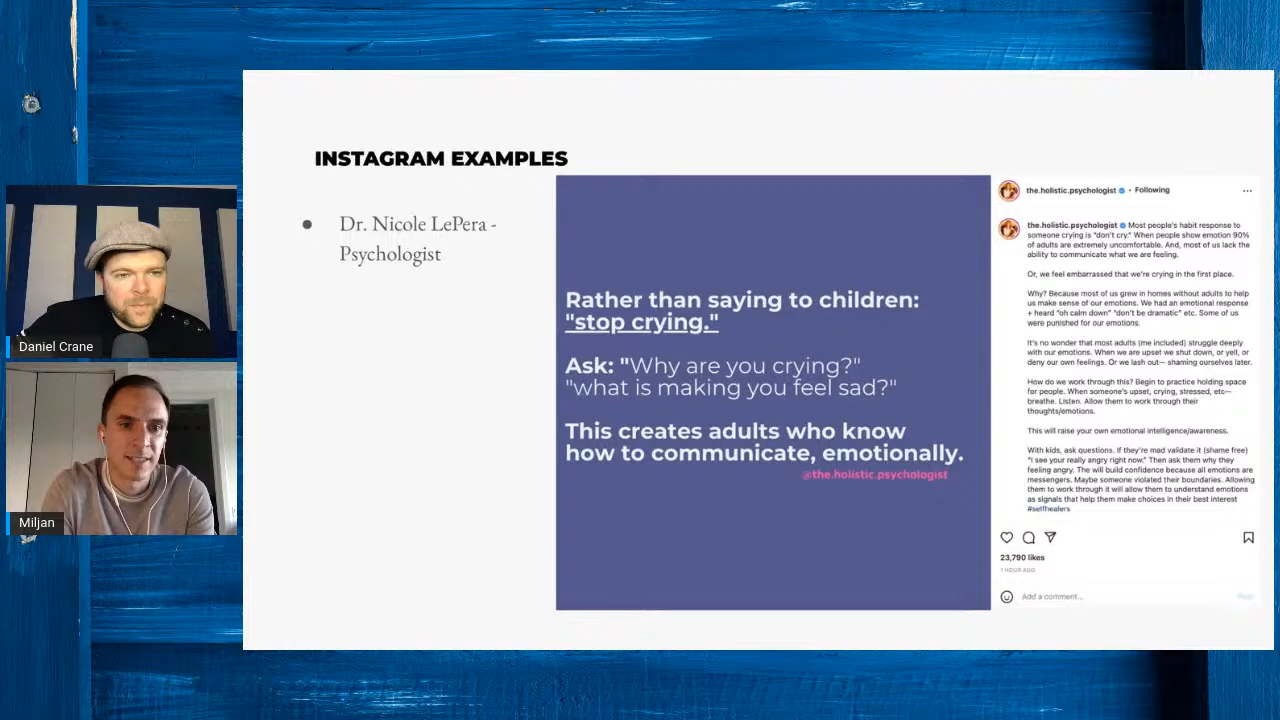 INSTAGRAM EXAMPLES
● Dr. Nicole LePera -
Psychologist
Rather than saying to children:
"stop crying."
Ask: "Why are you crying?"
"what is making you feel sad?"
This creates adults who know
how to communicate, emotionally.
@the.holistic.psychologist
the.holistic.psychologist • Following
the.holistic.psychologist Most people's habit response to
someone crying is "don't cry." When people show emotion 90%
of adults are extremely uncomfortable. And, most of us lack the
ability to communicate what we are feeling.
Or, we feel embarrassed that we're crying in the first place.
Why? Because most of us grew in homes without adults to help
us make sense of our emotions. We had an emotional response
+ heard "oh calm down" "don't be dramatic" etc. Some of us
were punished for our emotions.
It's no wonder that most adults (me included) struggle deeply
with our emotions. When we are upset we shut down, or yell, or
deny our own feelings. Or we lash out— shaming ourselves later.
How do we work through this? Begin to practice holding space
for people. When someone's upset, crying, stressed, etc—
breathe. Listen. Allow them to work through their
thoughts/emotions.
This will raise your own emotional intelligence/awareness.
With kids, ask questions. If they're mad validate it (shame free)
"I see your really angry right now." Then ask them why they are
feeling angry. The will build confidence because all emotions are
messengers. Maybe someone violated their boundaries. Allowing
them to work through it will allow them to understand emotions
as signals that help them make choices in their best interest
#selfhealers
23,790 likes
1 HOUR AGO
Add a comment...
Post
Daniel Crane
Miljan